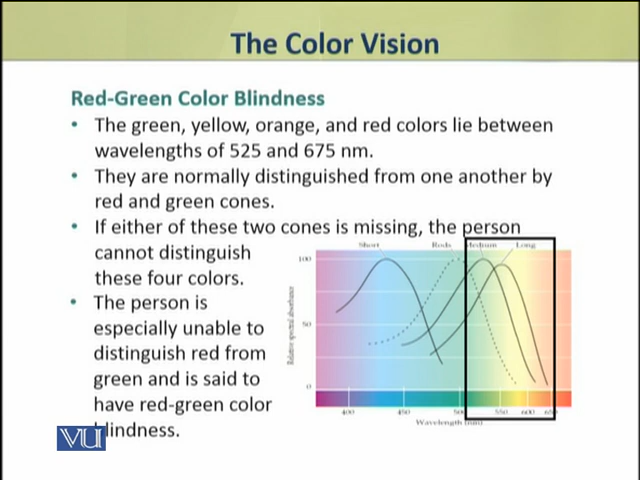 The Color Vision
Red-Green Color Blindness
• The green, yellow, orange, and red colors lie between
wavelengths of 525 and 675 nm.
• They are normally distinguished from one another by
red and green cones.
• If either of these two cones is missing, the person
cannot distinguish
these four colors.
• The person is
especially unable to
distinguish red from
green and is said to
have red-green color
lindness.
VU
Short Rods Medium Long
Relative spectral absorbance
100
50
0
400 450 500 550 600 650
Wavelength (nm)